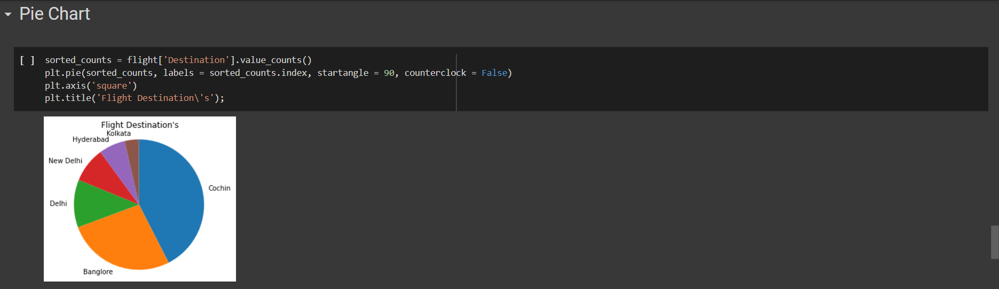 Pie Chart
[ ] sorted_counts = flight['Destination'].value_counts()
plt.pie(sorted_counts, labels = sorted_counts.index, startangle = 90, counterclock = False)
plt.axis('square')
plt.title('Flight Destination\'s');
Flight Destination's
Kolkata
Hyderabad
New Delhi
Cochin
Delhi
Banglore